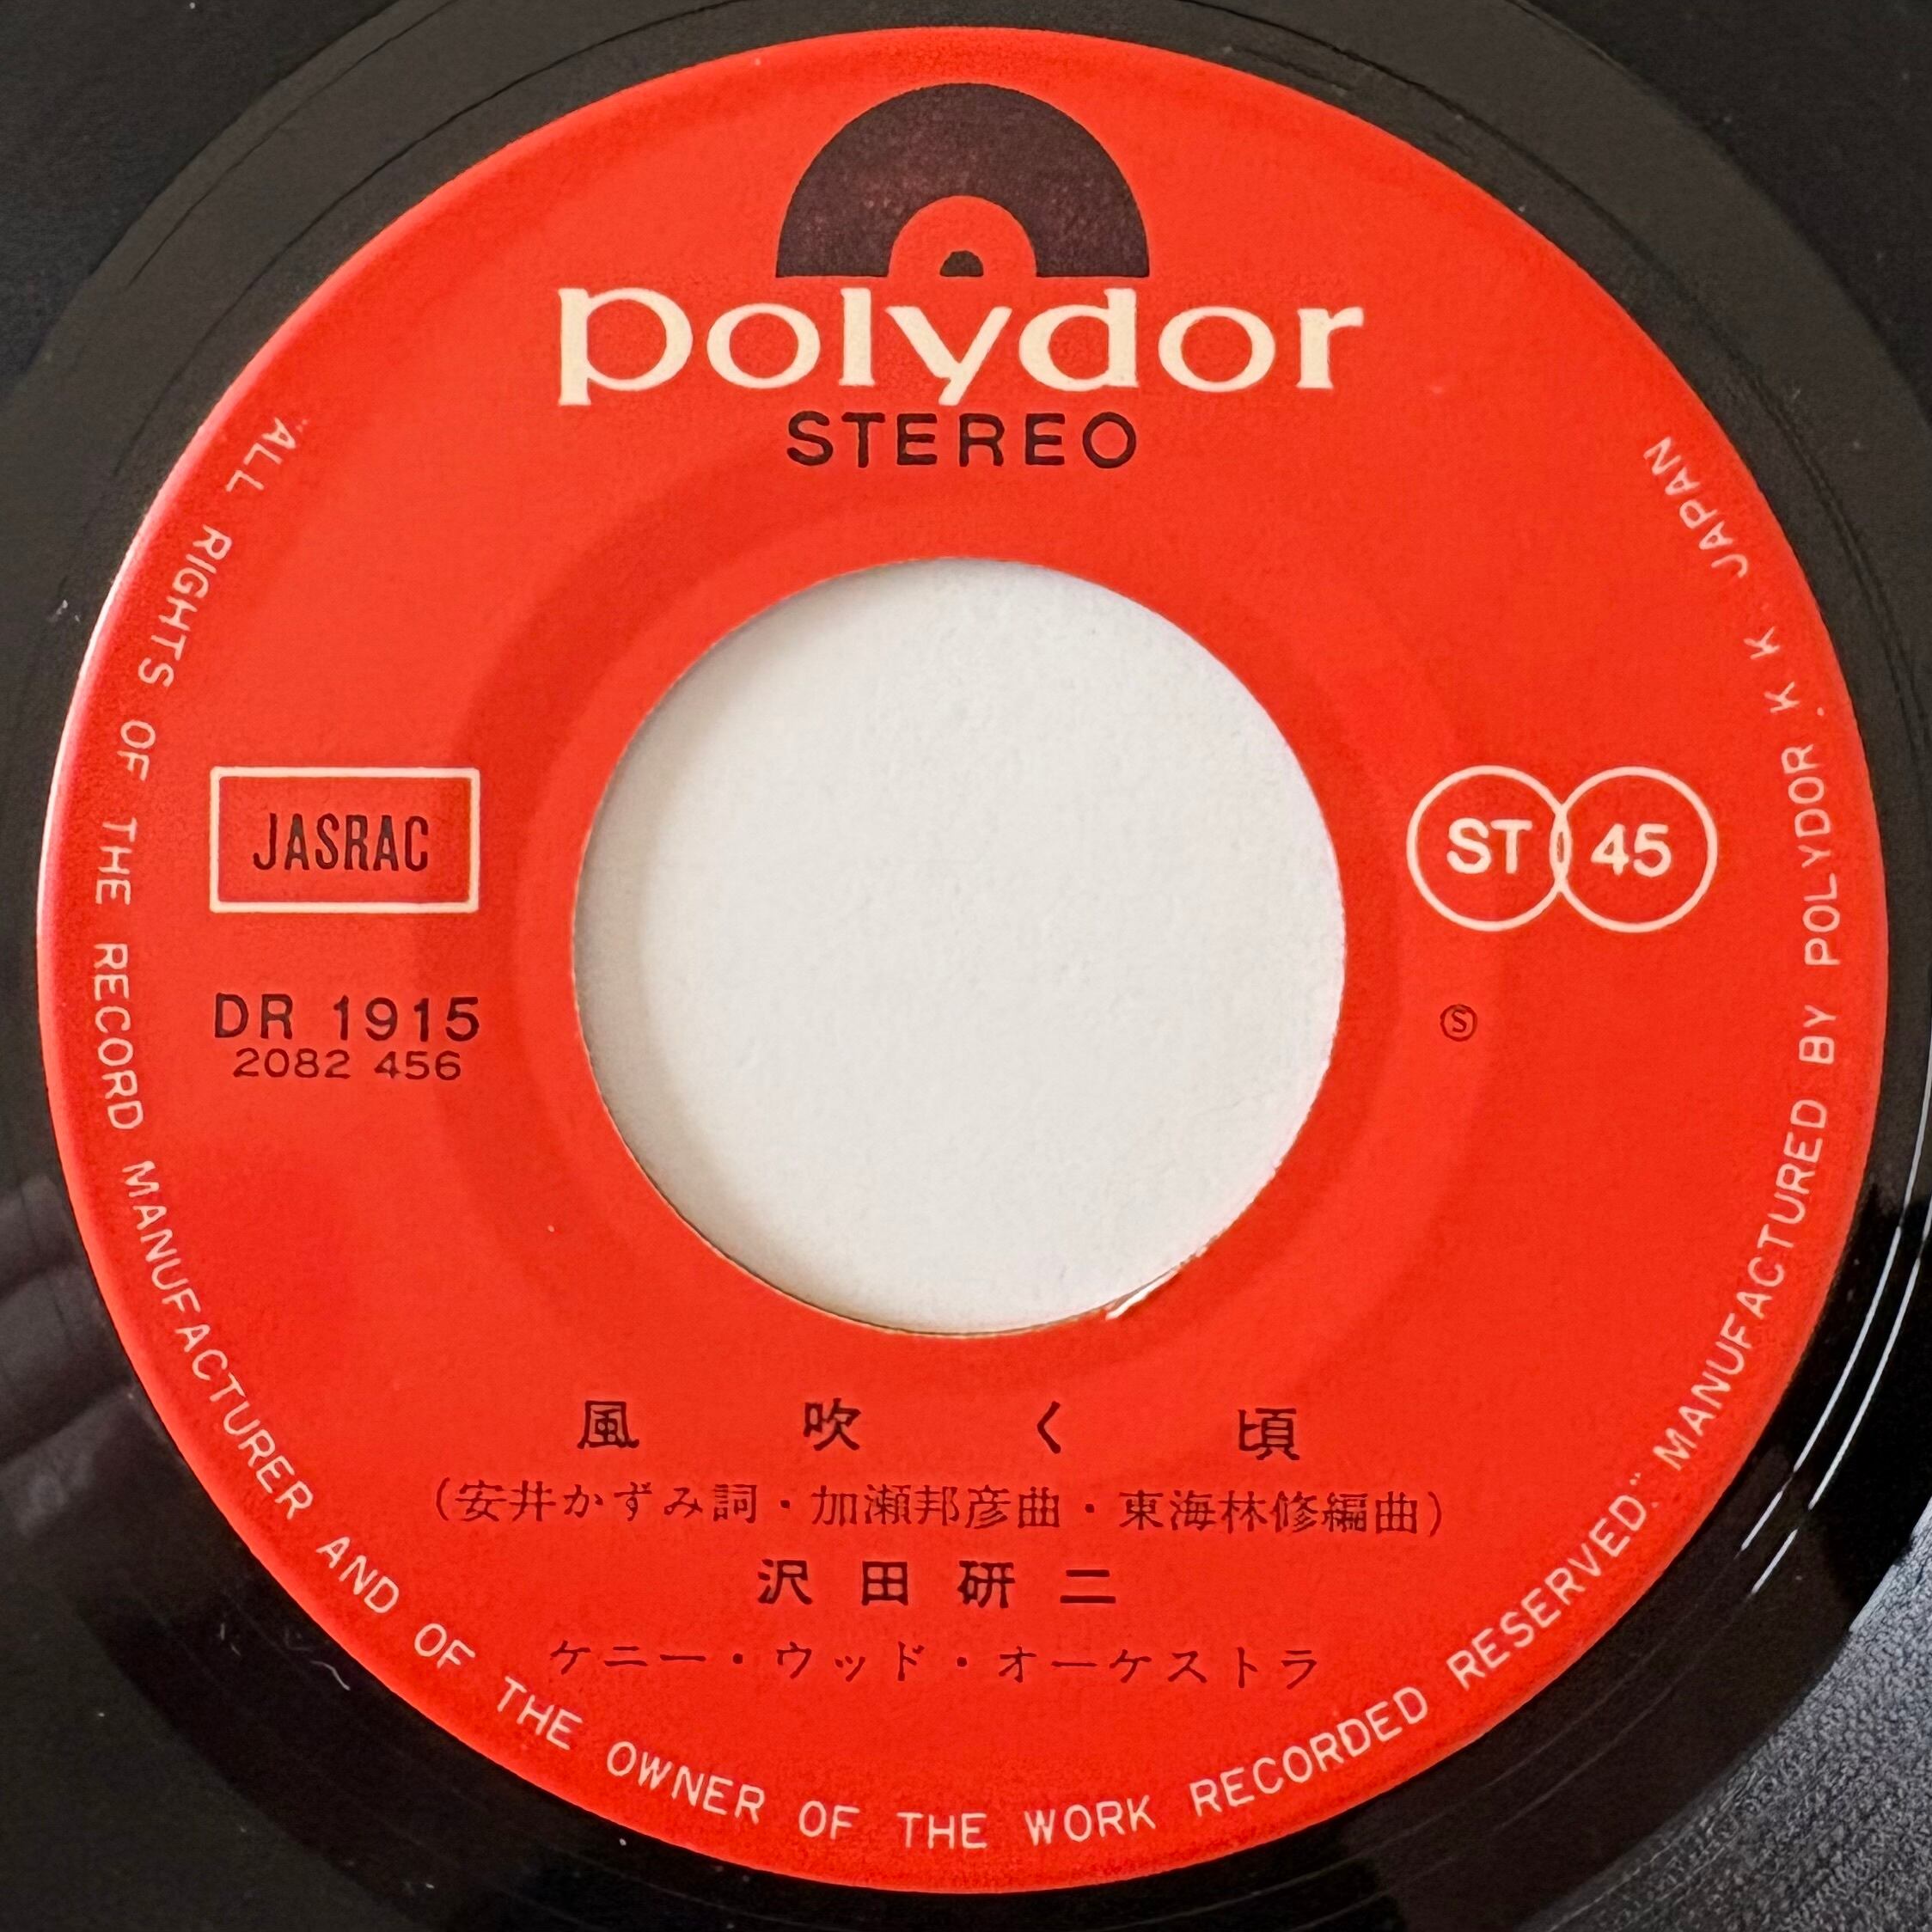 polydor
STEREO
JASRAC
ST 45
DR 1915
2082 456
Ⓢ
風吹く頃
(安井かずみ詞・加瀬邦彦曲・東海林修編曲)
沢田研二
ケニー・ウッド・オーケストラ
"ALL RIGHTS OF THE RECORD MANUFACTURER AND OF THE OWNER OF THE WORK RECORDED RESERVED" MANUFACTURED BY POLYDOR. K. K. JAPAN